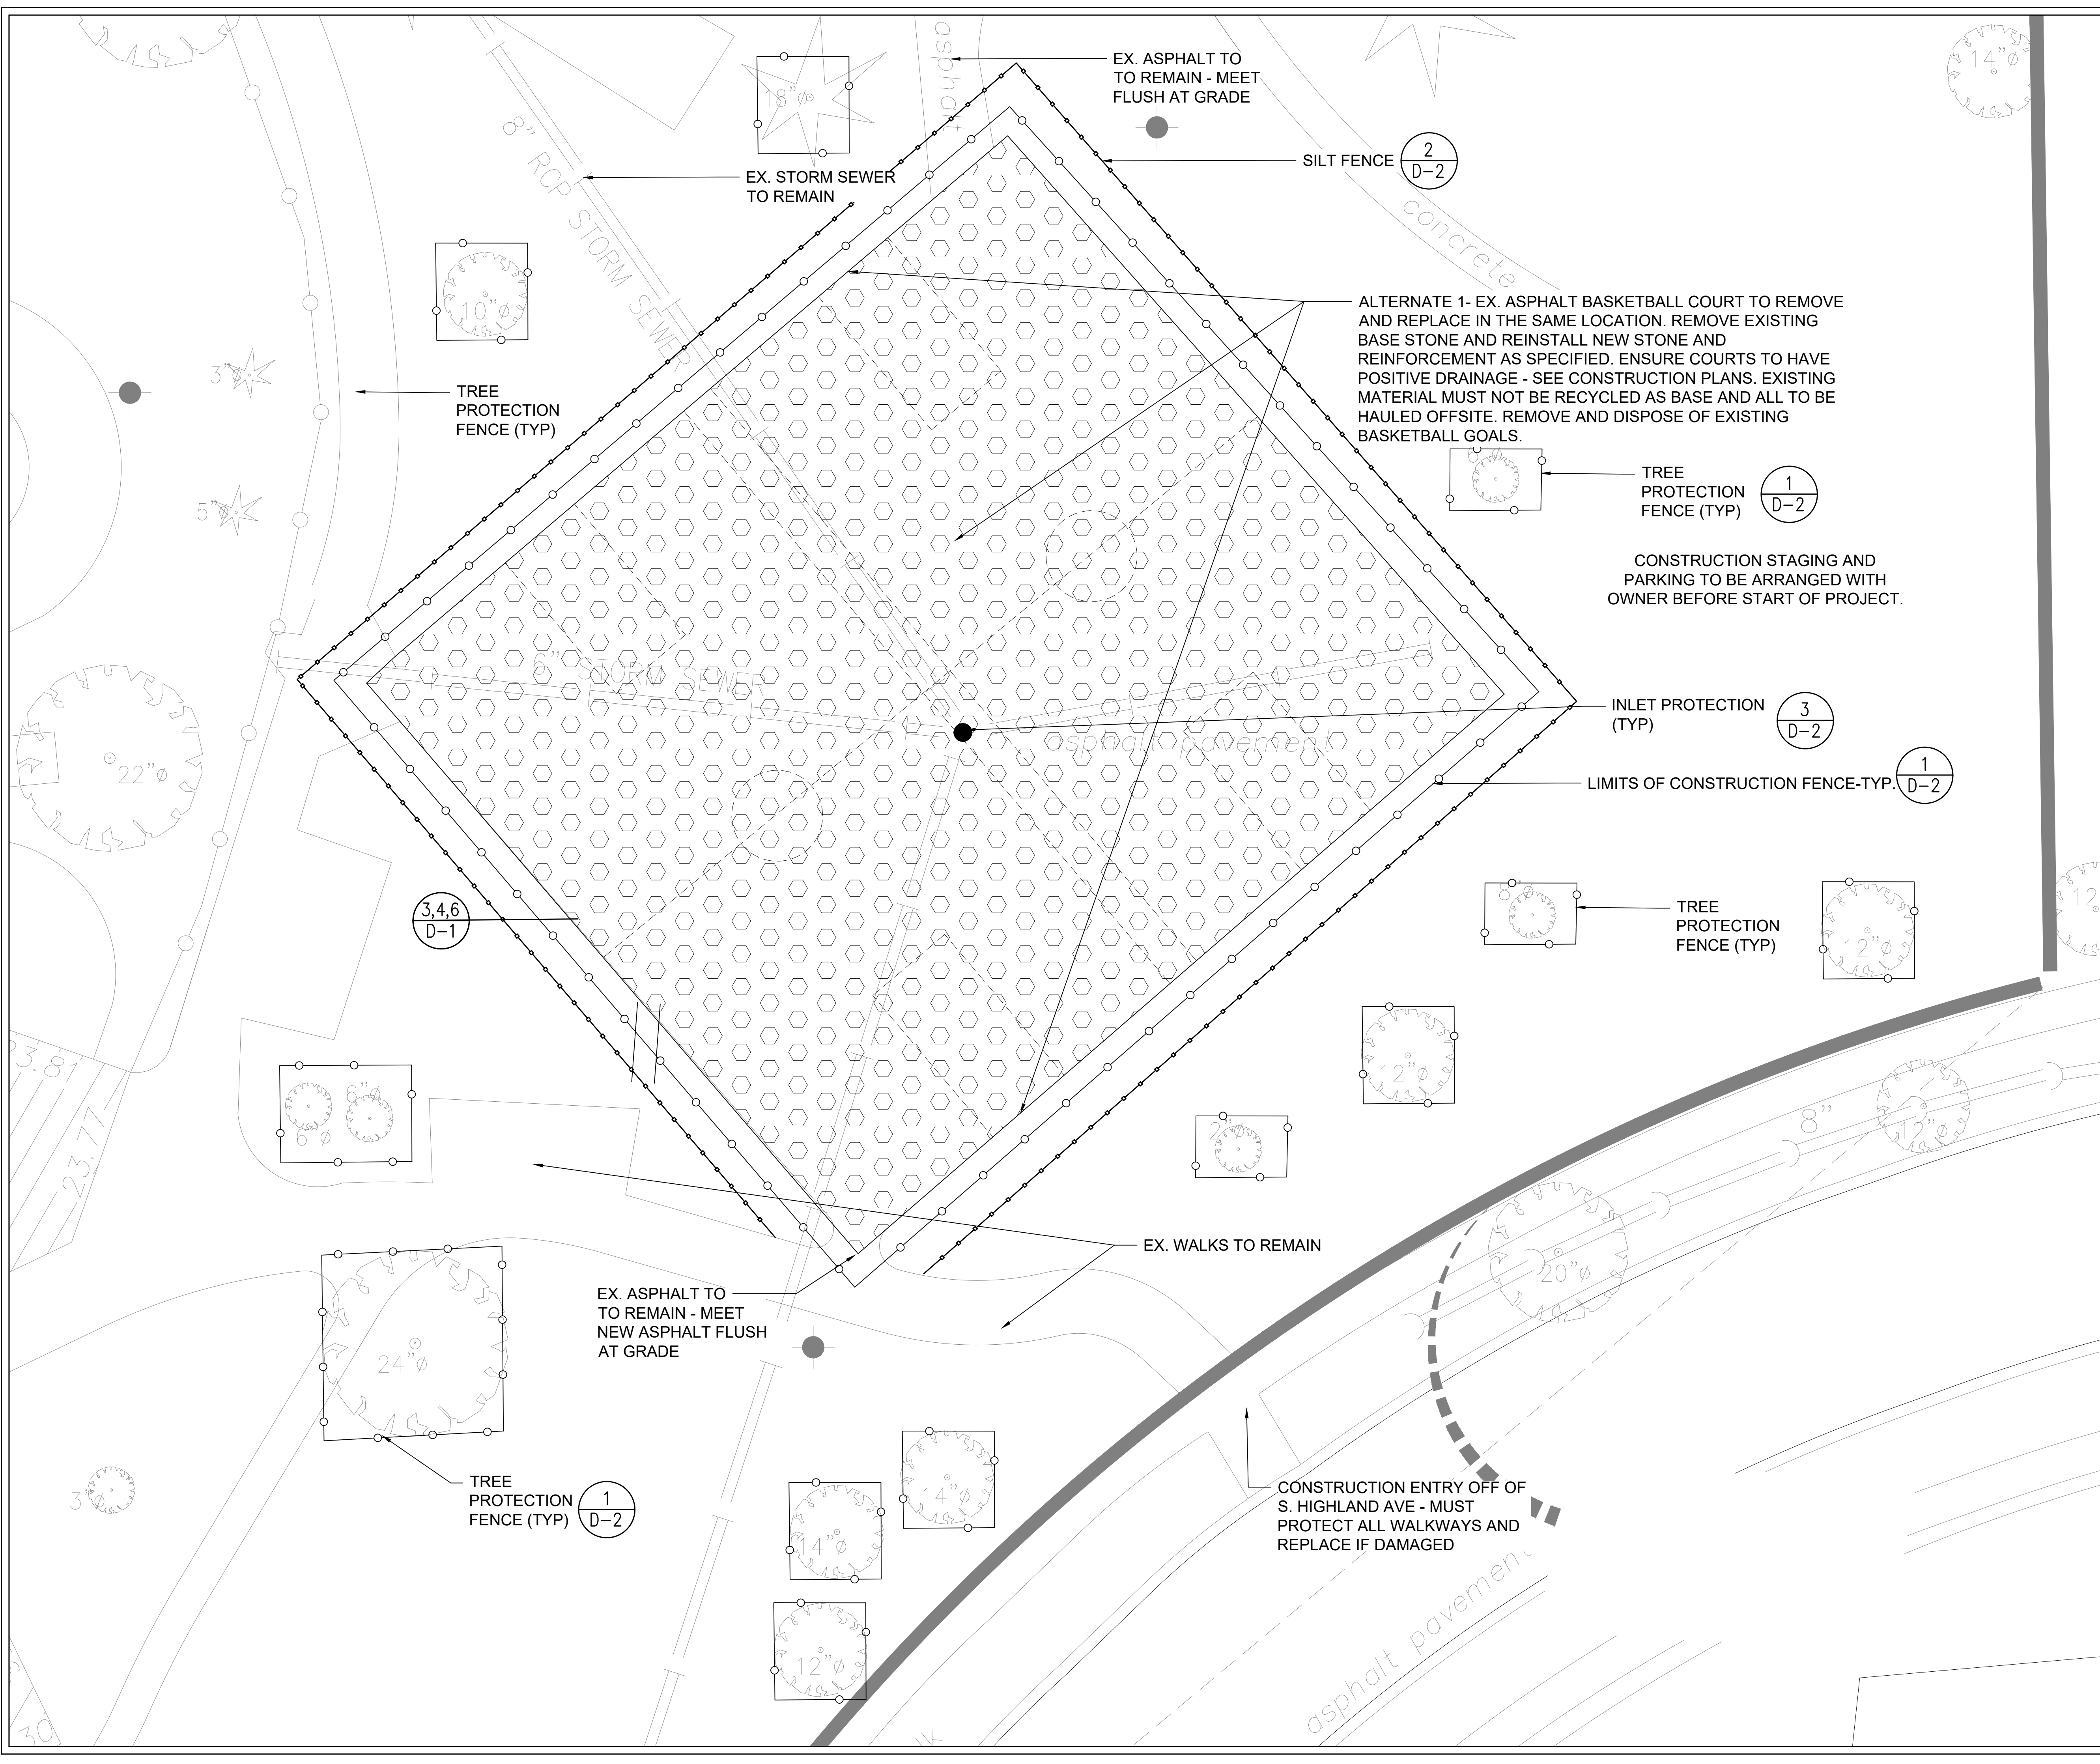 EX. ASPHALT TO
TO REMAIN - MEET
FLUSH AT GRADE
asphalt
14"ø
18"ø
SILT FENCE
2
D-2
8" RCP STORM SEWER
EX. STORM SEWER
TO REMAIN
concrete
10"ø
3"ø
5"ø
TREE
PROTECTION
FENCE (TYP)
ALTERNATE 1- EX. ASPHALT BASKETBALL COURT TO REMOVE
AND REPLACE IN THE SAME LOCATION. REMOVE EXISTING
BASE STONE AND REINSTALL NEW STONE AND
REINFORCEMENT AS SPECIFIED. ENSURE COURTS TO HAVE
POSITIVE DRAINAGE - SEE CONSTRUCTION PLANS. EXISTING
MATERIAL MUST NOT BE RECYCLED AS BASE AND ALL TO BE
HAULED OFFSITE. REMOVE AND DISPOSE OF EXISTING
BASKETBALL GOALS.
TREE
PROTECTION
FENCE (TYP)
1
D-2
CONSTRUCTION STAGING AND
PARKING TO BE ARRANGED WITH
OWNER BEFORE START OF PROJECT.
6" STORM SEWER
asphalt pavement
INLET PROTECTION
(TYP)
3
D-2
22"ø
LIMITS OF CONSTRUCTION FENCE-TYP.
1
D-2
3,4,6
D-1
8"ø
TREE
PROTECTION
FENCE (TYP)
12"ø
12
12"ø
23.77
6"ø
6"ø
2"ø
8"
12"ø
EX. WALKS TO REMAIN
20"ø
EX. ASPHALT TO
TO REMAIN - MEET
NEW ASPHALT FLUSH
AT GRADE
24"ø
3"ø
TREE
PROTECTION
FENCE (TYP)
1
D-2
14"ø
14"ø
12"ø
CONSTRUCTION ENTRY OFF OF
S. HIGHLAND AVE - MUST
PROTECT ALL WALKWAYS AND
REPLACE IF DAMAGED
asphalt pavement
30